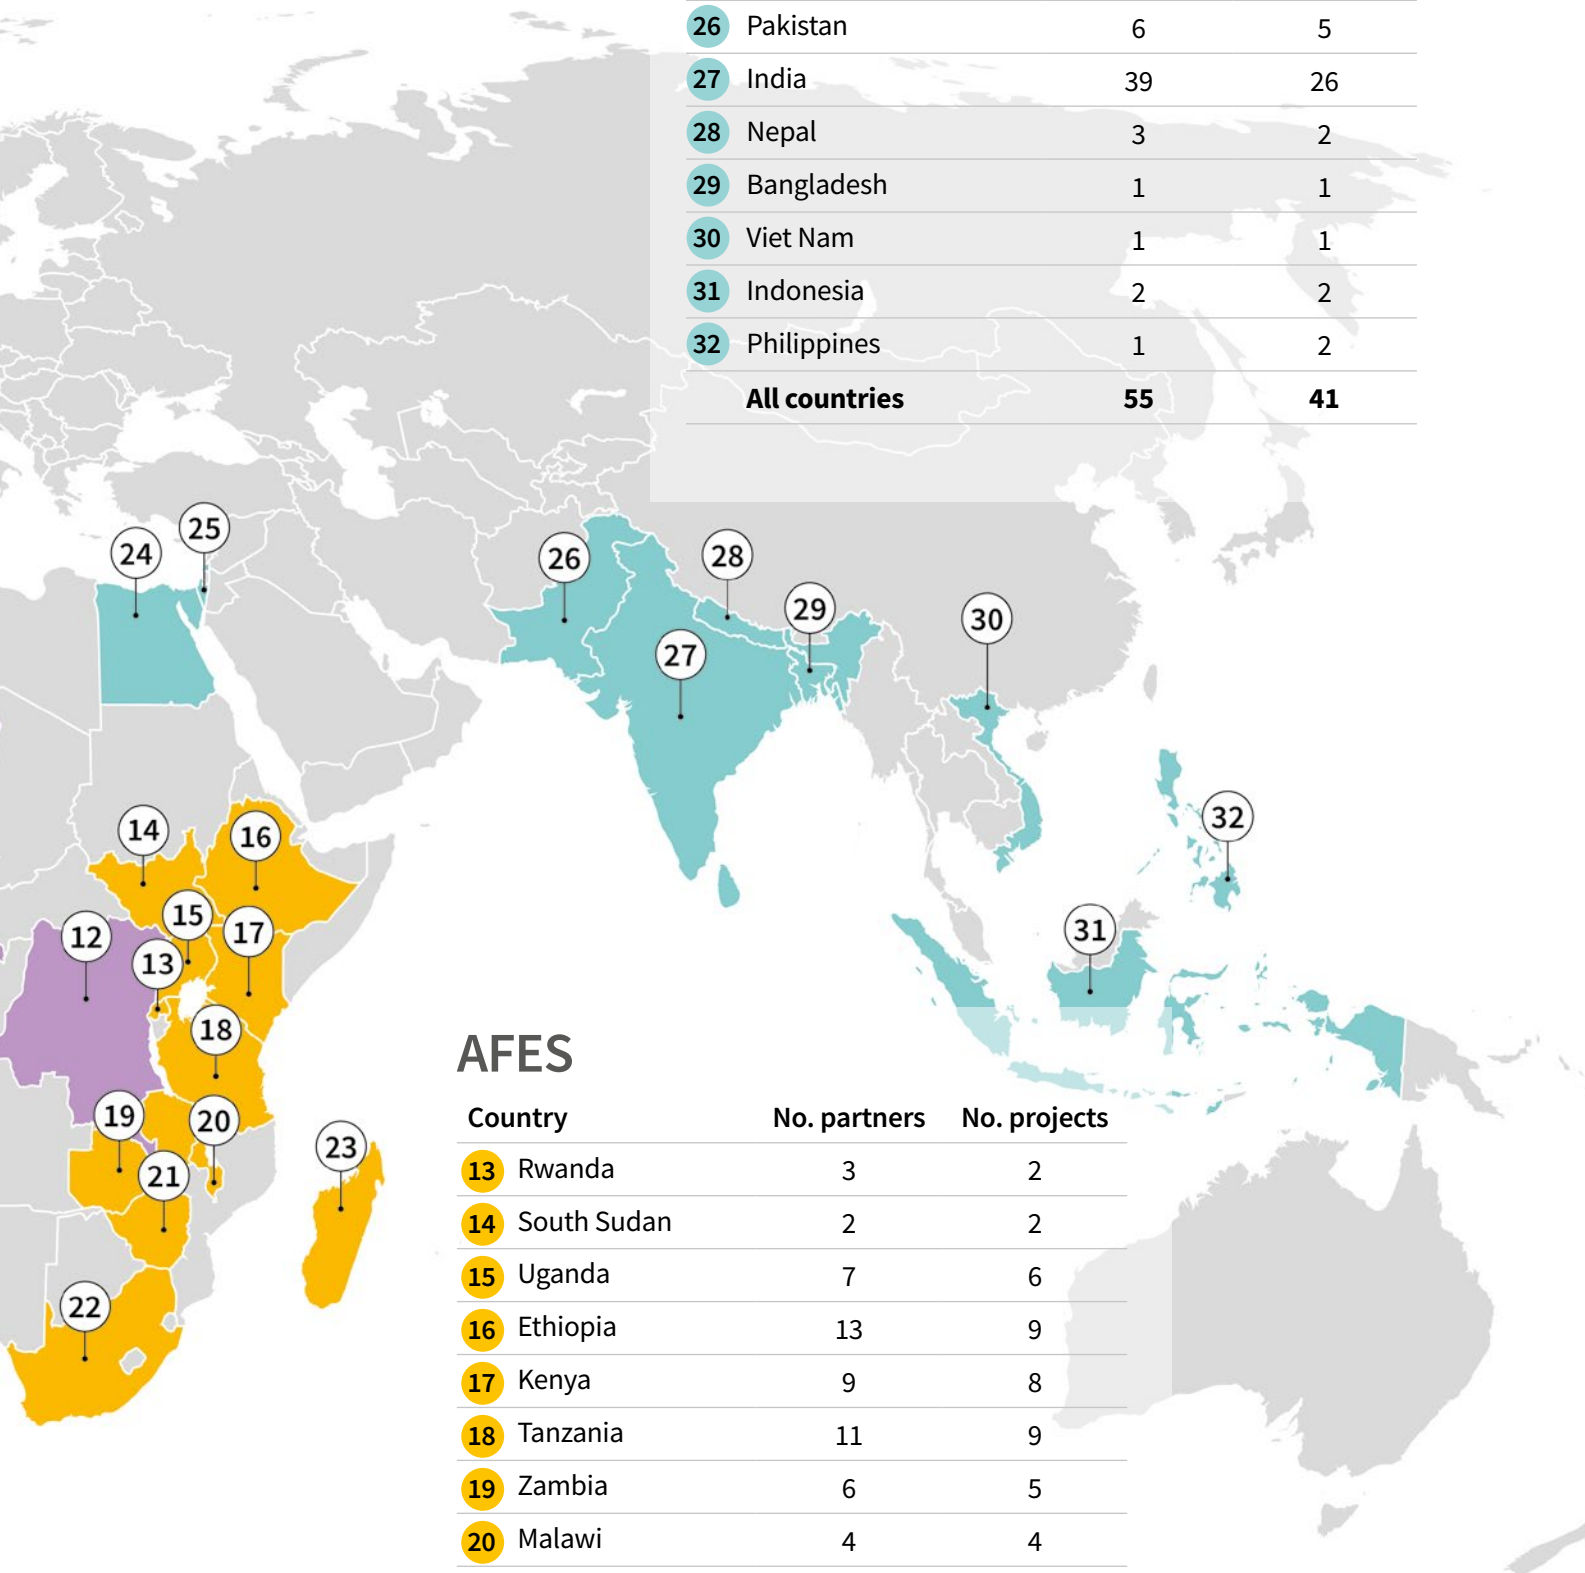 26 Pakistan 6 5
27 India 39 26
28 Nepal 3 2
29 Bangladesh 1 1
30 Viet Nam 1 1
31 Indonesia 2 2
32 Philippines 1 2
All countries 55 41
25
24
26
28
29
30
27
32
14
16
15
17
12
13
31
18
19
20
23
21
22
AFES
Country No. partners No. projects
13 Rwanda 3 2
14 South Sudan 2 2
15 Uganda 7 6
16 Ethiopia 13 9
17 Kenya 9 8
18 Tanzania 11 9
19 Zambia 6 5
20 Malawi 4 4